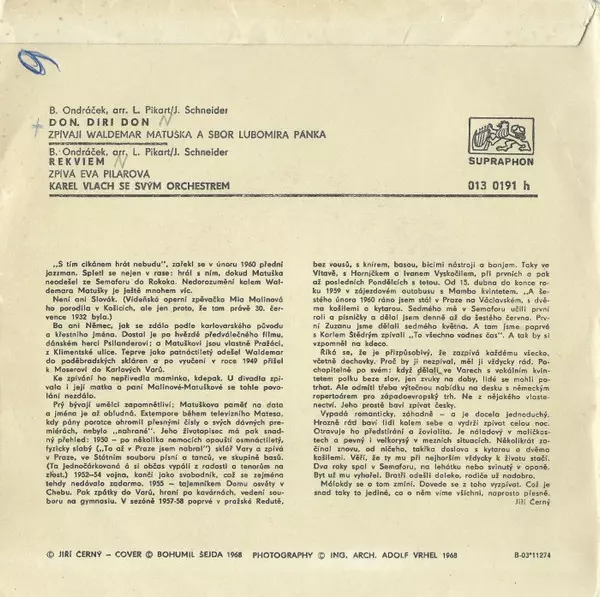 6
B. Ondráček, arr. L. Pikart/J. Schneider
+ DON, DIRI DON N
ZPÍVAJÍ WALDEMAR MATUŠKA A SBOR LUBOMÍRA PÁNKA
B. Ondráček, arr. L. Pikart/J. Schneider
REKVIEM N
ZPÍVÁ EVA PILAROVÁ
KAREL VLACH SE SVÝM ORCHESTREM
SUPRAPHON
013 0191 h
„S tím cikánem hrát nebudu“, zařekl se v únoru 1960 přední
jazzman. Spletl se nejen v rase: hrál s ním, dokud Matuška
neodešel ze Semaforu do Rokoka. Nedorozumění kolem Wal-
demara Matušky je ještě mnohem víc.
Není ani Slovák. (Vídeňská operní zpěvačka Mia Malinová
ho porodila v Košicích, ale jen proto, že tam právě 30. čer-
vence 1932 byla.)
Ba ani Němec, jak se zdálo podle karlovarského původu
a křestního jména. Dostal je po hvězdě předválečného filmu,
dánském herci Psilanderovi; a Matuškovi jsou vlastně Pražáci,
z Klimentské ulice. Teprve jako patnáctiletý odešel Waldemar
do poděbradských skláren a po vyučení v roce 1949 přišel
k Moserovi do Karlových Varů.
Ke zpívání ho nepřivedla maminka, kdepak. U divadla zpí-
vala i její matka a paní Malinové-Matuškové se tohle povo-
lání nezdálo.
Prý bývají umělci zapomnětliví; Matuškova paměť na data
a jména je až obludná. Extempore během televizního Matesa,
kdy pány porotce ohromil přesnými čísly o svých dávných pre-
miérách, nebylo „nahrané“. Jeho životopisec má pak snad-
ný přehled: 1950 – po několika nemocích opouští osmnáctiletý,
fyzicky slabý („To až v Praze jsem nabral“) sklář Vary a zpívá
v Praze, ve Státním souboru písní a tanců, ve skupině basů.
(Ta jednočárkovaná á si občas vypálí z radosti a tenorům na
zlost.) 1952–54 vojna, končí jako svobodník, což se zejména
tehdy nedávalo zadarmo. 1955 – tajemníkem Domu osvěty v
Chebu. Pak zpátky do Varů, hraní po kavárnách, vedení sou-
boru na gymnasiu. V sezóně 1957-58 poprvé v pražské Redutě,
bez vousů, s knírem, basou, bicími nástroji a banjem. Taky ve
Vltavě, s Horníčkem a Ivanem Vyskočilem, při prvních a pak
až posledních Pondělcích s tetou. Od 15. dubna do konce ro-
ku 1959 v zájezdovém autobusu s Mambo kvintetem. „A še-
stého února 1960 ráno jsem stál v Praze na Václavském, s dvě-
ma košilemi a kytarou. Sedmého má v Semaforu učili první
roli a písničky a dělal jsem denně až do šestého června. Prv-
ní Zuzanu jsme dělali sedmého května. A tam jsme poprvé
s Karlem Štědrým zpívali „To všechno vodnes čas“. A tak by si
vzpomněl na kdeco.
Říká se, že je přizpůsobivý, že zazpívá každému všecko,
včetně dechovky. Proč by ji nezpíval, měl ji vždycky rád. Po-
chopitelně po svém: když dělali ve Varech s vokálním kvin-
tetem polku beze slov, jen zvuky na doby, lidé se mohli po-
trhat. Ale odmítl třeba výtečnou nabídku na desku s německým
repertoárem pro západoevropský trh. Ne z nějakého vlaste-
nectví. Jeho prostě baví zpívat česky.
Vypadá romanticky, záhadně – a je docela jednoduchý.
Hrozně rád baví lidi kolem sebe a vydrží zpívat celou noc.
Otravuje ho předstírání a žovialita. Je náladový v maličkos-
tech a pevný i velkorysý v mezních situacích. Několikrát za-
čínal znovu, od ničeho, takřka doslova s kytarou a dvěma
košilemi. Věří, že ty mu při nejhorším vždycky k životu stačí.
Dva roky spal v Semaforu, na lehátku nebo svinutý v opaně.
Byt už mu vyhořel. Bratři odešli daleko, rodiče už nadobro.
Málokdy se o tom zmíní. Dovede se z toho vyzpívat. Což je
snad taky to jediné, co o něm víme všichni, naprosto přesně.
Jiří Černý
© JIŘÍ ČERNÝ – COVER © BOHUMIL ŠEJDA 1968 PHOTOGRAPHY © ING. ARCH. ADOLF VRHEL 1968
B-03*11274